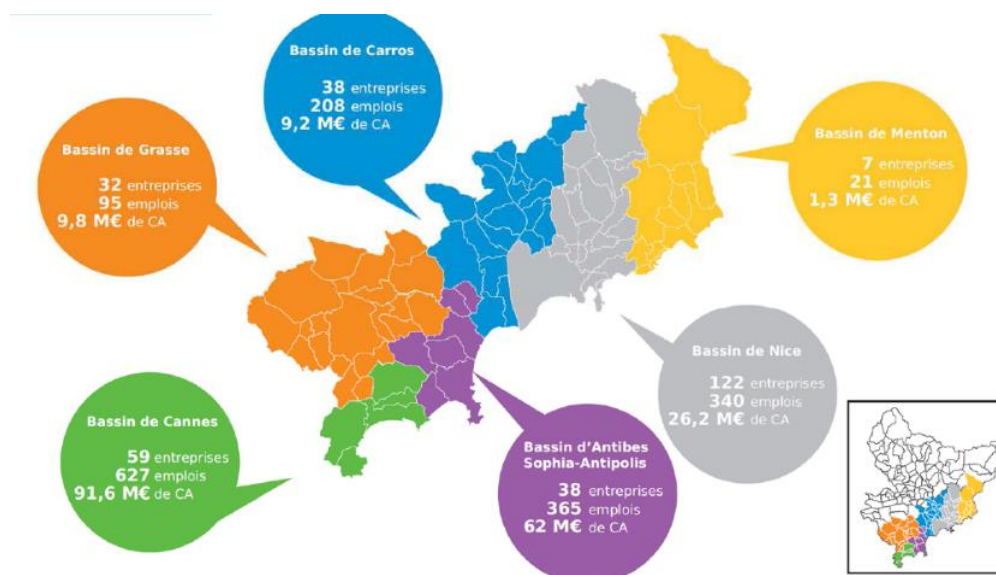 Bassin de Carros
38 entreprises
208 emplois
9,2 M€ de CA
Bassin de Grasse
32 entreprises
95 emplois
9,8 M€ de CA
Bassin de Menton
7 entreprises
21 emplois
1,3 M€ de CA
Bassin de Nice
122 entreprises
340 emplois
26,2 M€ de CA
Bassin de Cannes
59 entreprises
627 emplois
91,6 M€ de CA
Bassin d'Antibes
Sophia-Antipolis
38 entreprises
365 emplois
62 M€ de CA